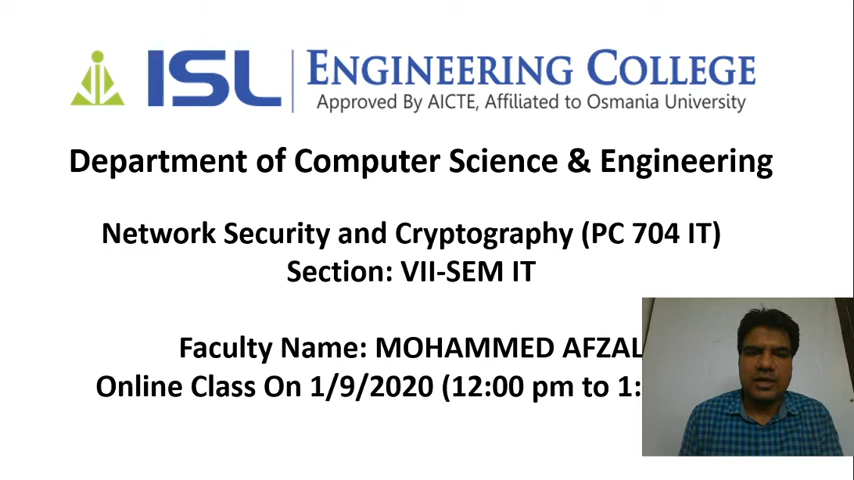 ISL ENGINEERING COLLEGE
Approved By AICTE, Affiliated to Osmania University
Department of Computer Science & Engineering
Network Security and Cryptography (PC 704 IT)
Section: VII-SEM IT
Faculty Name: MOHAMMED AFZAL
Online Class On 1/9/2020 (12:00 pm to 1: